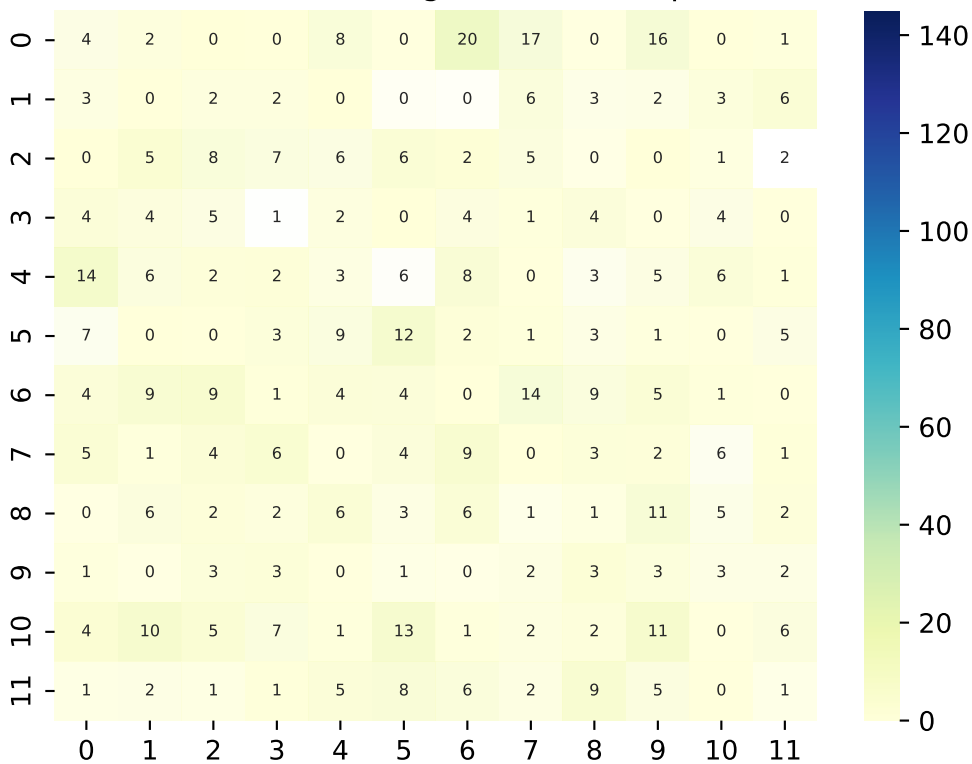 0 4 2 0 0 8 0 20 17 0 16 0 1 140
1 3 0 2 2 0 0 0 6 3 2 3 6 120
2 0 5 8 7 6 6 2 5 0 0 1 2
3 4 4 5 1 2 0 4 1 4 0 4 0 100
4 14 6 2 2 3 6 8 0 3 5 6 1
5 7 0 0 3 9 12 2 1 3 1 0 5 80
6 4 9 9 1 4 4 0 14 9 5 1 0 60
7 5 1 4 6 0 4 9 0 3 2 6 1
8 0 6 2 2 6 3 6 1 1 11 5 2 40
9 1 0 3 3 0 1 0 2 3 3 3 2
10 4 10 5 7 1 13 1 2 2 11 0 6 20
11 1 2 1 1 5 8 6 2 9 5 0 1 0
0 1 2 3 4 5 6 7 8 9 10 11